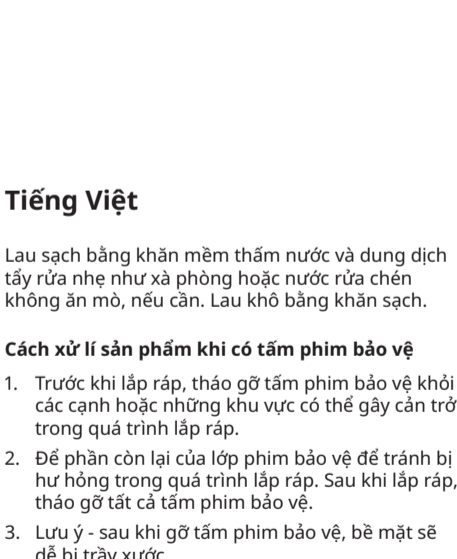 Tiếng Việt
Lau sạch bằng khăn mềm thấm nước và dung dịch
tẩy rửa nhẹ như xà phòng hoặc nước rửa chén
không ăn mò, nếu cần. Lau khô bằng khăn sạch.
Cách xử lí sản phẩm khi có tấm phim bảo vệ
1. Trước khi lắp ráp, tháo gỡ tấm phim bảo vệ khỏi
các cạnh hoặc những khu vực có thể gây cản trở
trong quá trình lắp ráp.
2. Để phần còn lại của lớp phim bảo vệ để tránh bị
hư hỏng trong quá trình lắp ráp. Sau khi lắp ráp,
tháo gỡ tất cả tấm phim bảo vệ.
3. Lưu ý - sau khi gỡ tấm phim bảo vệ, bề mặt sẽ
dễ bị trầy xước